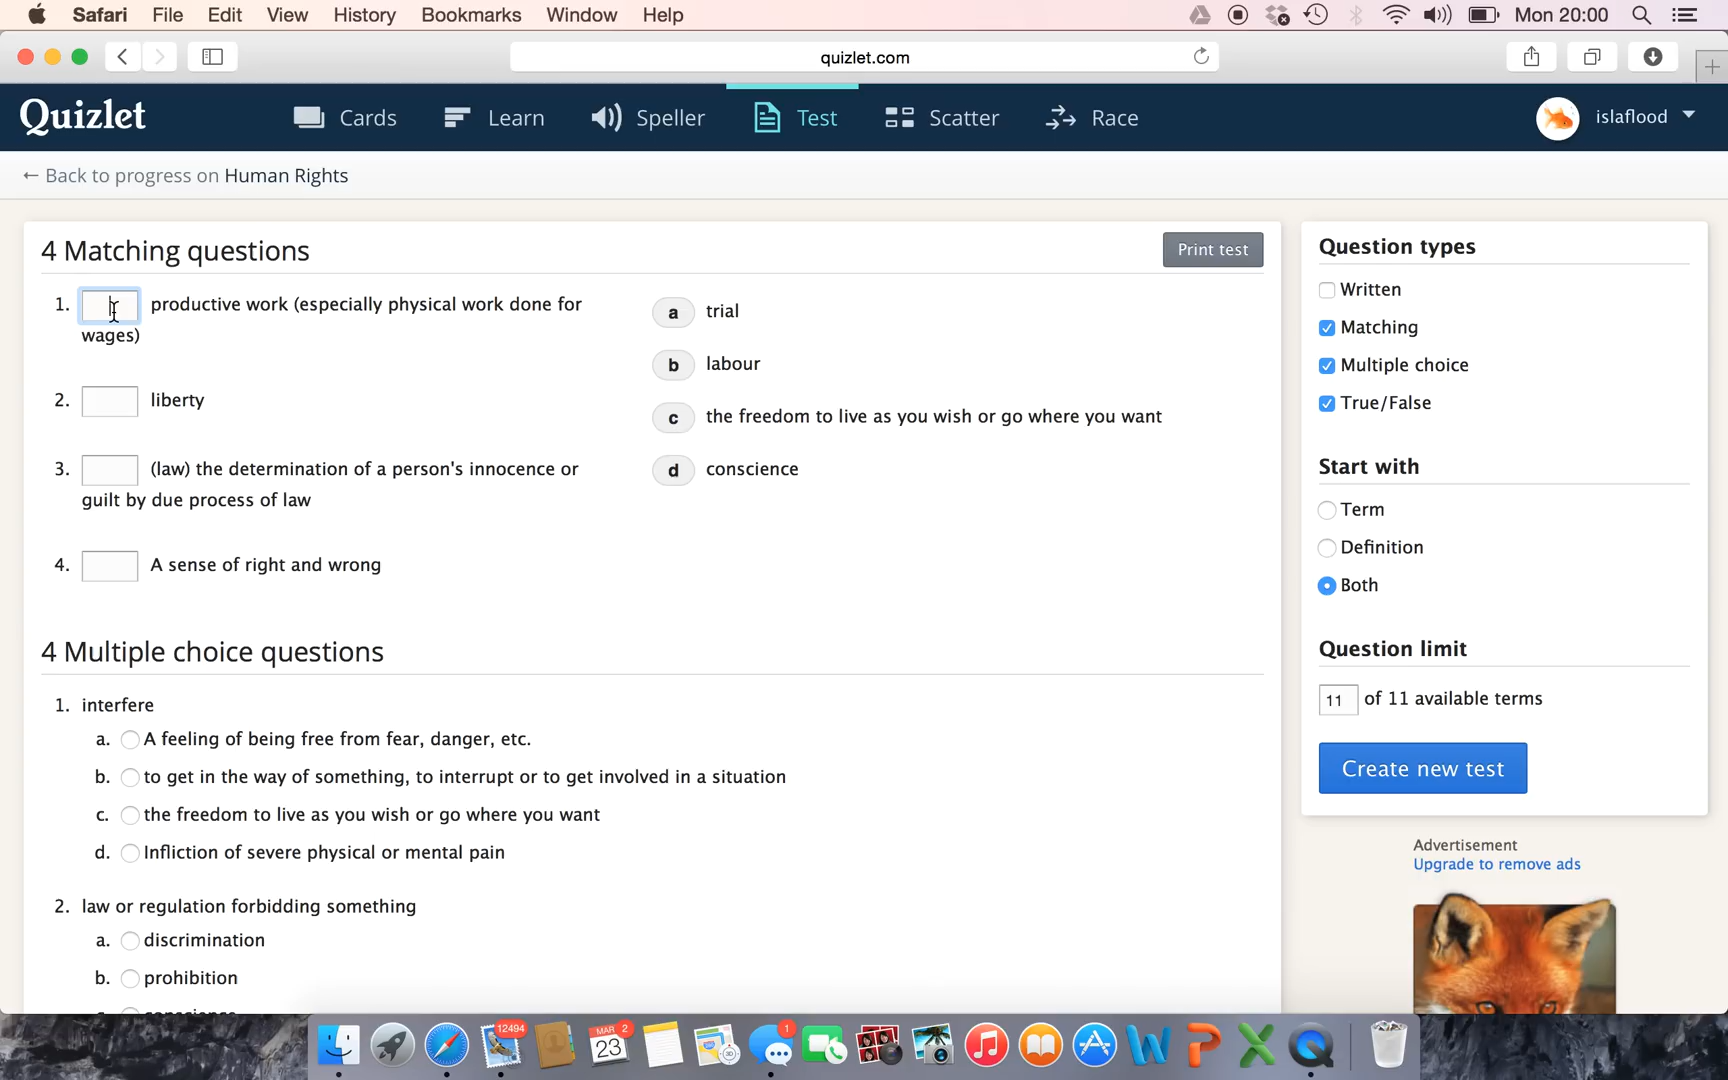 Safari File Edit View History Bookmarks Window Help Mon 20:00
quizlet.com
Quizlet Cards Learn Speller Test Scatter Race islaflood
← Back to progress on Human Rights
4 Matching questions
Print test
1. productive work (especially physical work done for
wages)
2. liberty
3. (law) the determination of a person's innocence or
guilt by due process of law
4. A sense of right and wrong
a trial
b labour
c the freedom to live as you wish or go where you want
d conscience
4 Multiple choice questions
1. interfere
a. A feeling of being free from fear, danger, etc.
b. to get in the way of something, to interrupt or to get involved in a situation
c. the freedom to live as you wish or go where you want
d. Infliction of severe physical or mental pain
2. law or regulation forbidding something
a. discrimination
b. prohibition
Question types
Written
Matching
Multiple choice
True/False
Start with
Term
Definition
Both
Question limit
11 of 11 available terms
Create new test
Advertisement
Upgrade to remove ads
12494
MAR 2
23
1